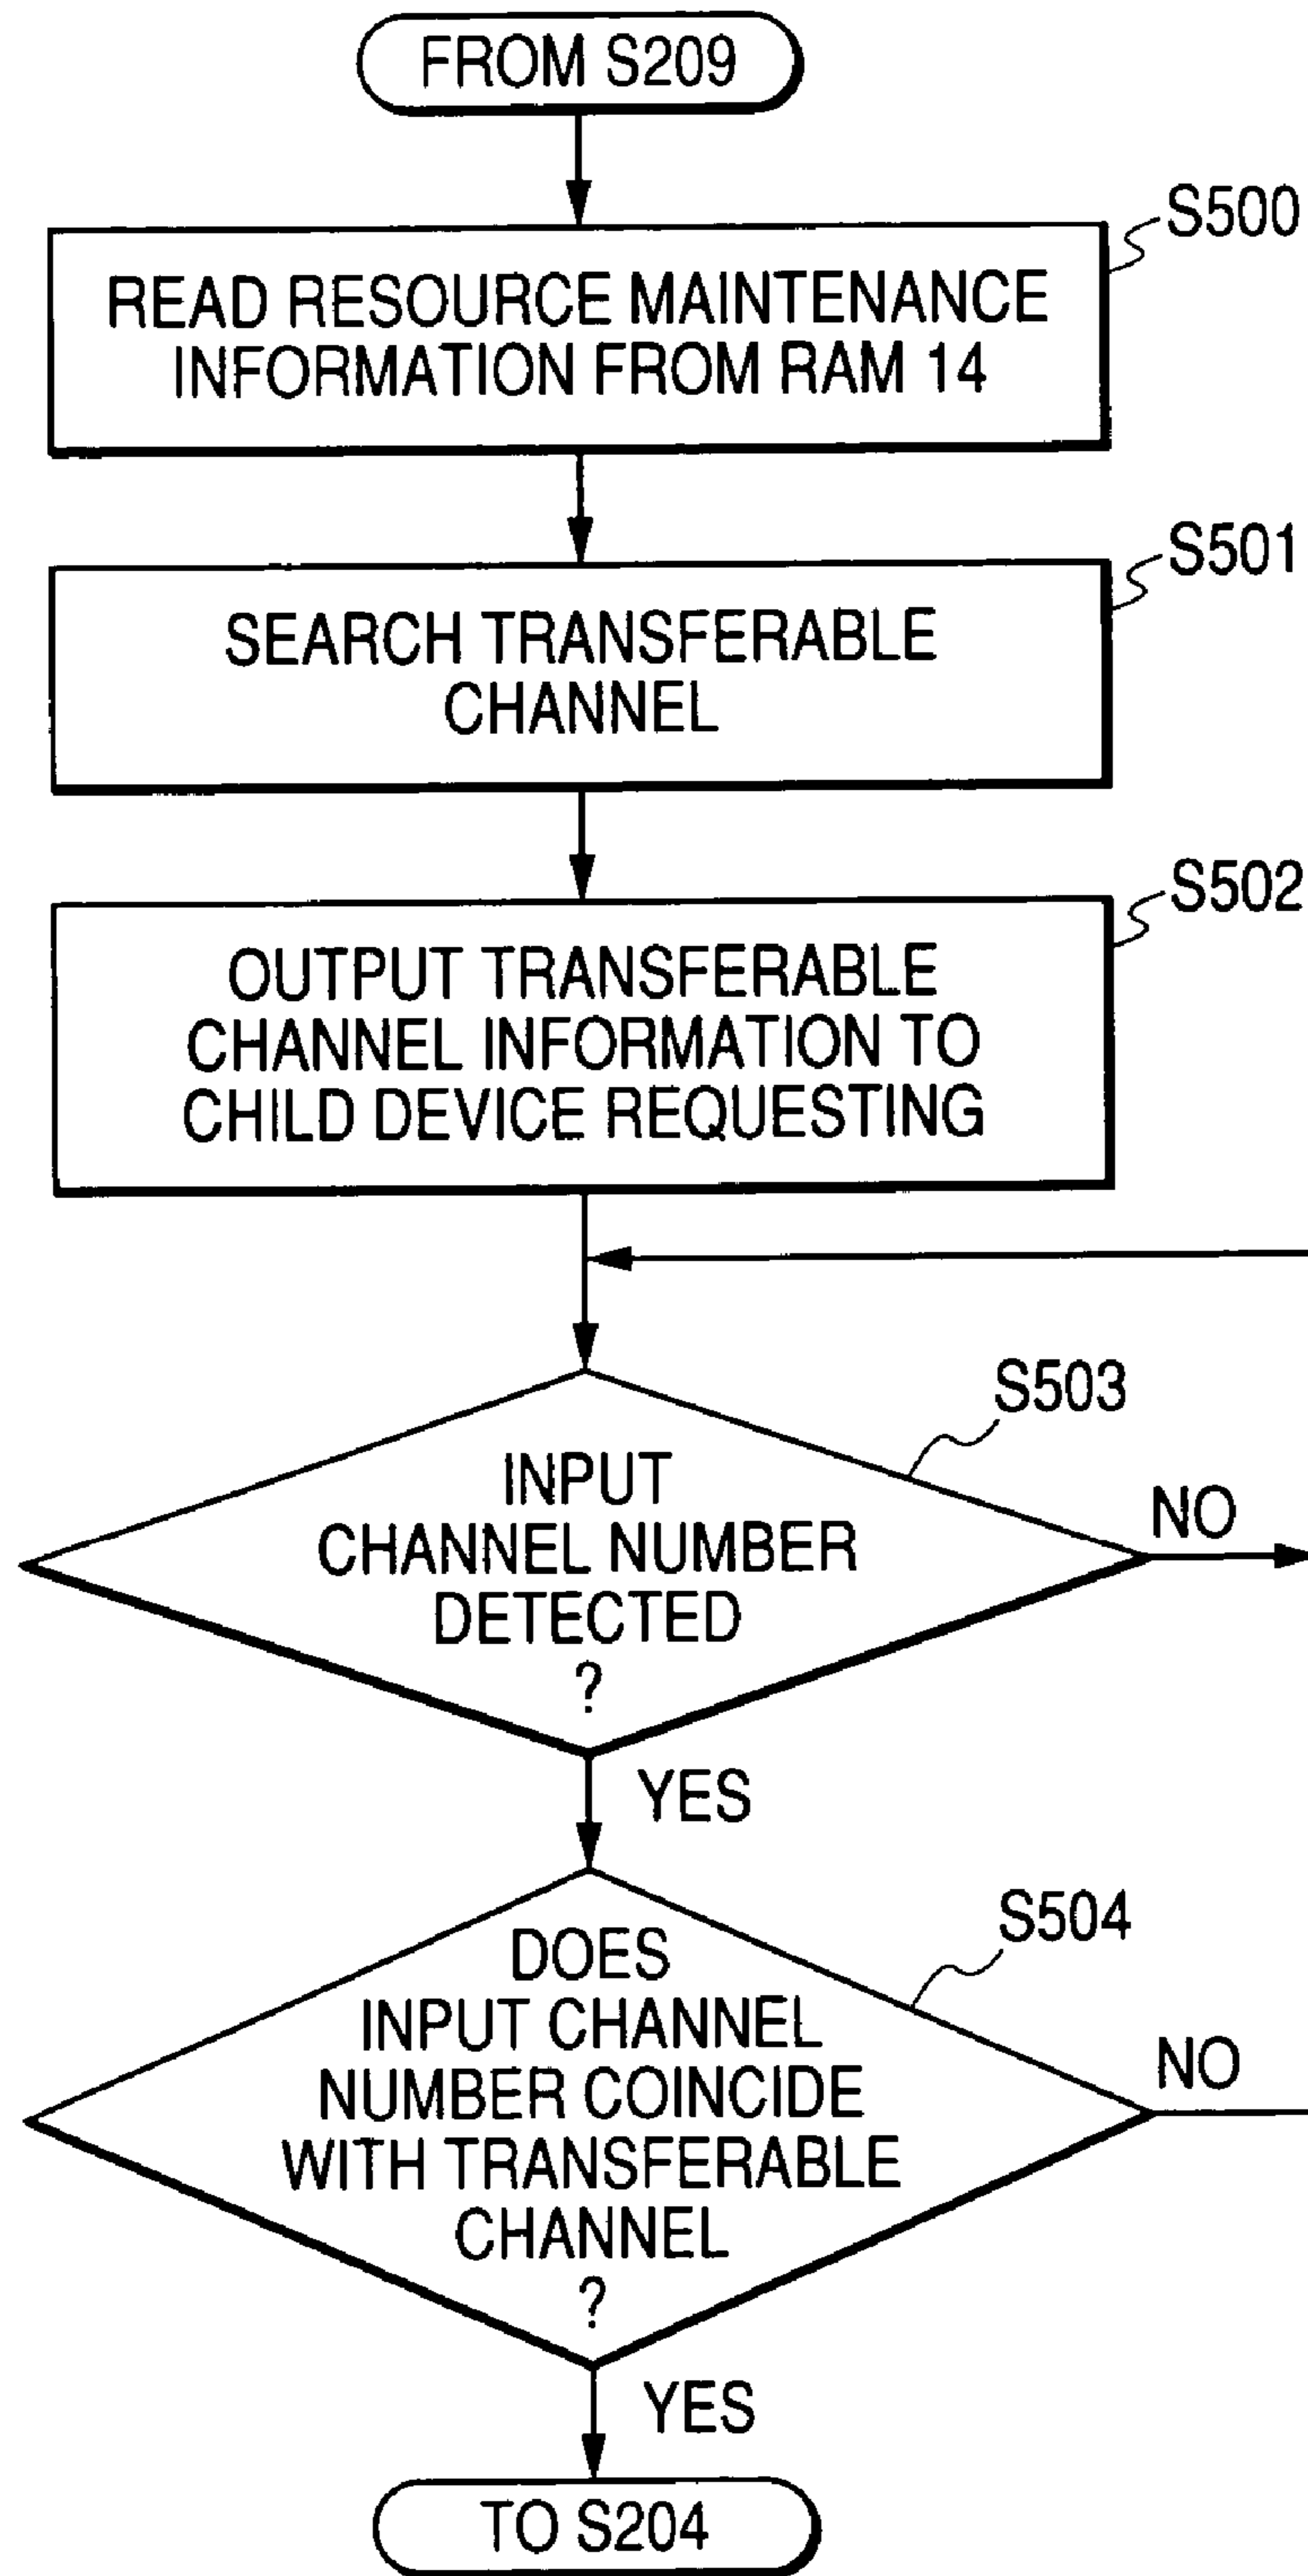 FROM S209
S500
READ RESOURCE MAINTENANCE
INFORMATION FROM RAM 14
S501
SEARCH TRANSFERABLE
CHANNEL
S502
OUTPUT TRANSFERABLE
CHANNEL INFORMATION TO
CHILD DEVICE REQUESTING
S503
INPUT
CHANNEL NUMBER
DETECTED
?
NO
YES
S504
DOES
INPUT CHANNEL
NUMBER COINCIDE
WITH TRANSFERABLE
CHANNEL
?
NO
YES
TO S204